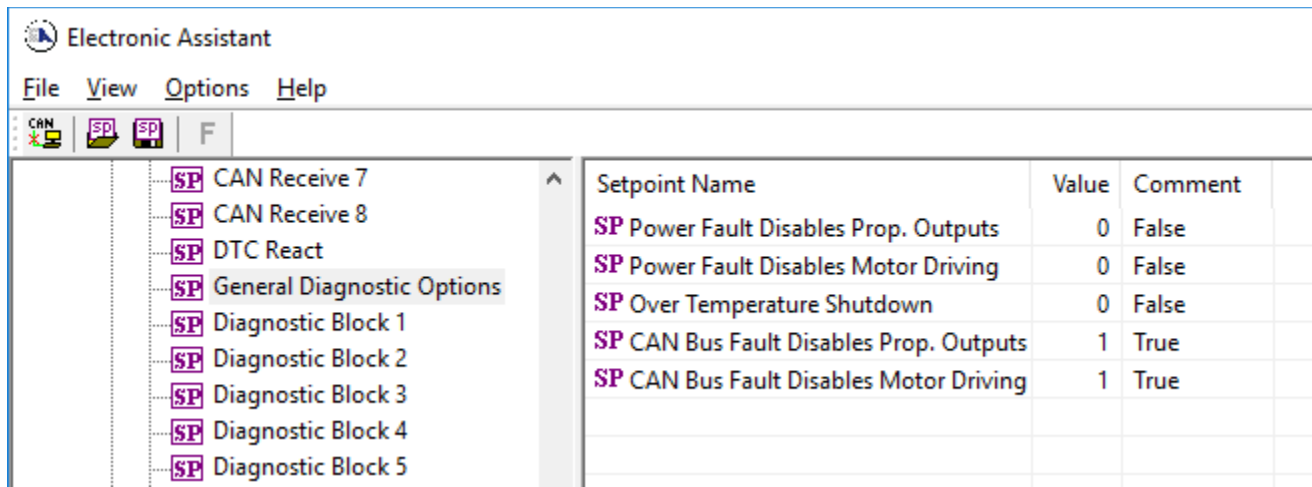 Electronic Assistant
File View Options Help
CAN SP SP F
SP CAN Receive 7
SP CAN Receive 8
SP DTC React
SP General Diagnostic Options
SP Diagnostic Block 1
SP Diagnostic Block 2
SP Diagnostic Block 3
SP Diagnostic Block 4
SP Diagnostic Block 5
Setpoint Name Value Comment
SP Power Fault Disables Prop. Outputs 0 False
SP Power Fault Disables Motor Driving 0 False
SP Over Temperature Shutdown 0 False
SP CAN Bus Fault Disables Prop. Outputs 1 True
SP CAN Bus Fault Disables Motor Driving 1 True